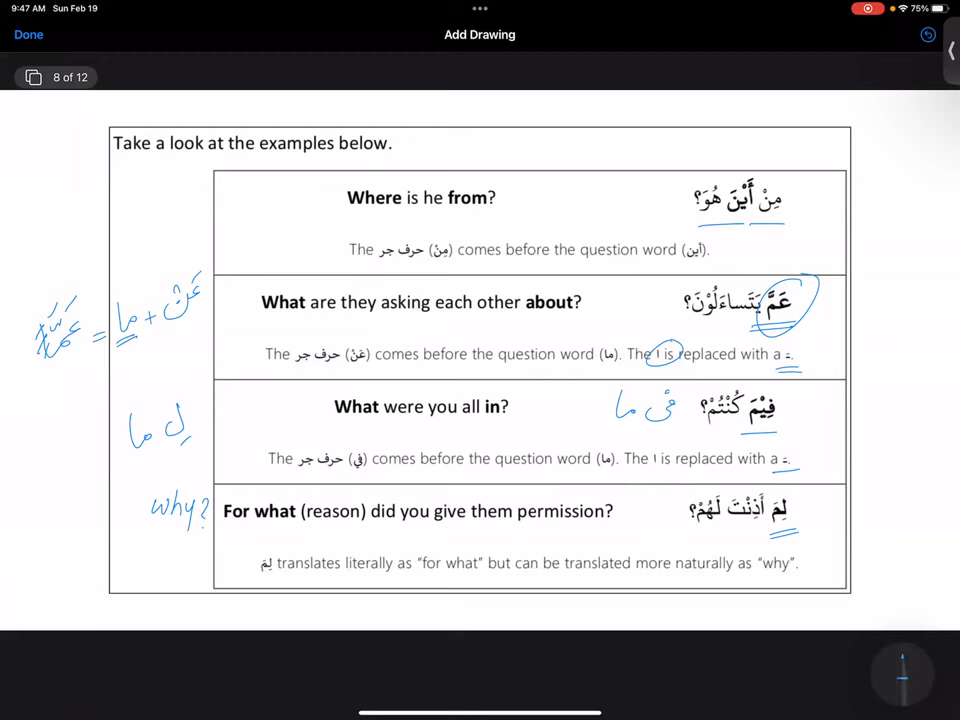 9:47 AM Sun Feb 19
75%
Done
Add Drawing
8 of 12
Take a look at the examples below.
Where is he from?
مِنْ أَيْنَ هُوَ؟
The حرف جر (مِنْ) comes before the question word (أين).
What are they asking each other about?
عَمَّ يَتَساءَلُوْنَ؟
عَنْ + ما =
The حرف جر (عَنْ) comes before the question word (ما). The ا is replaced with a ـَ.
What were you all in?
فى ما
فِيْمَ كُنْتُمْ؟
لِ ما
The حرف جر (في) comes before the question word (ما). The ا is replaced with a ـَ.
why?
For what (reason) did you give them permission?
لِمَ أَذِنْتَ لَهُمْ؟
لِمَ translates literally as “for what” but can be translated more naturally as “why”.